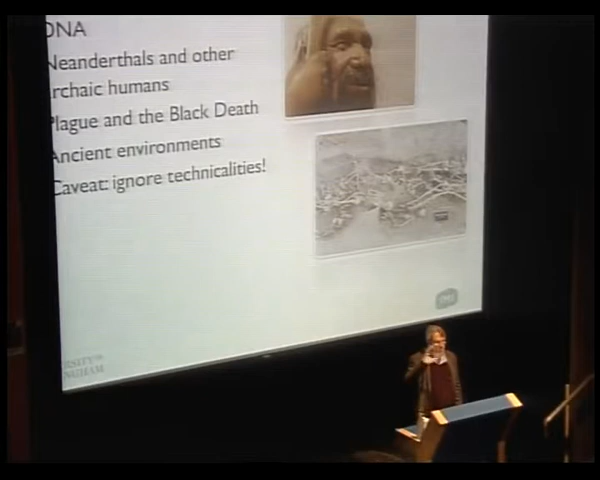 DNA
Neanderthals and other
archaic humans
Plague and the Black Death
Ancient environments
Caveat: ignore technicalities!